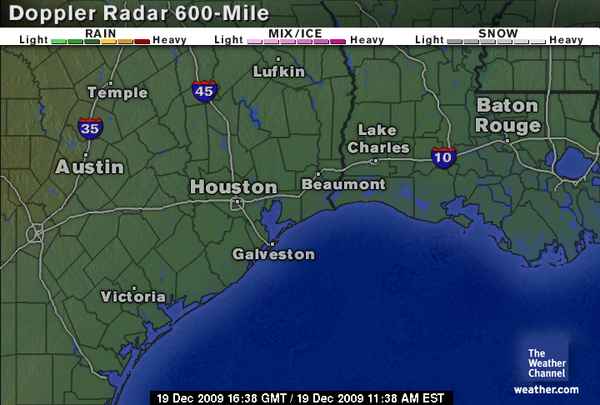 Doppler Radar 600-Mile
RAIN MIX/ICE SNOW
Light Heavy Light Heavy Light Heavy
Lufkin
Temple
45
Baton
Rouge
35
Lake
Charles
10
Austin
Houston
Beaumont
Galveston
Victoria
The
Weather
Channel
weather.com
19 Dec 2009 16:38 GMT / 19 Dec 2009 11:38 AM EST